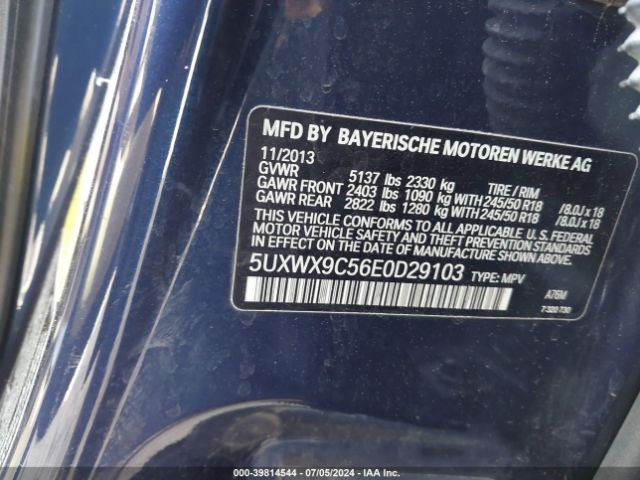 MFD BY BAYERISCHE MOTOREN WERKE AG
11/2013
GVWR 5137 lbs 2330 kg TIRE / RIM
GAWR FRONT 2403 lbs 1090 kg WITH 245/50 R18 /8.0J x 18
GAWR REAR 2822 lbs 1280 kg WITH 245/50 R18 /8.0J x 18
THIS VEHICLE CONFORMS TO ALL APPLICABLE U.S. FEDERAL
MOTOR VEHICLE SAFETY AND THEFT PREVENTION STANDARDS
IN EFFECT ON THE DATE OF MANUFACTURE SHOWN ABOVE.
5UXWX9C56E0D29103 TYPE: MPV
A76M
7 320 730
000-39814544 / 07/05/2024 - IAA Inc.